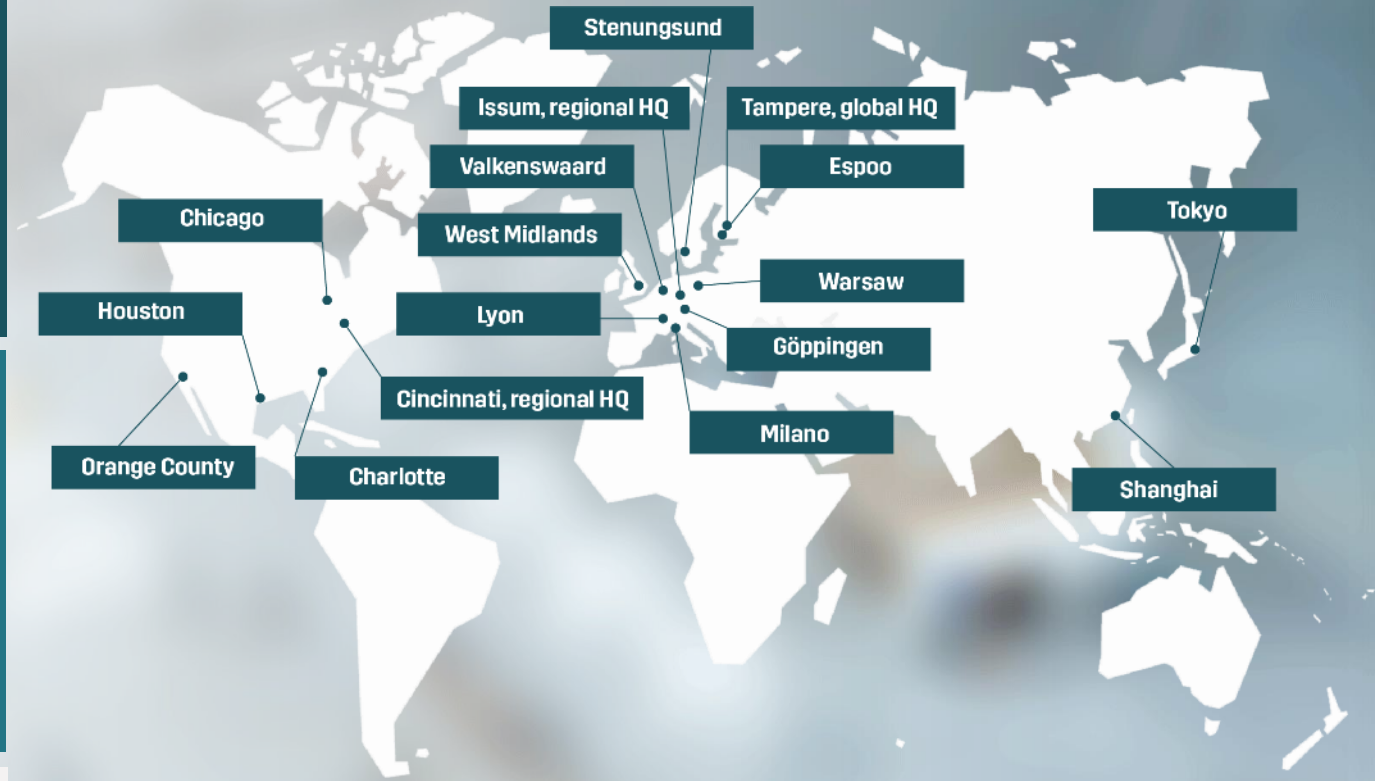 Stenungsund
Issum, regional HQ
Tampere, global HQ
Valkenswaard
Espoo
Chicago
West Midlands
Tokyo
Warsaw
Houston
Lyon
Göppingen
Cincinnati, regional HQ
Milano
Orange County
Charlotte
Shanghai